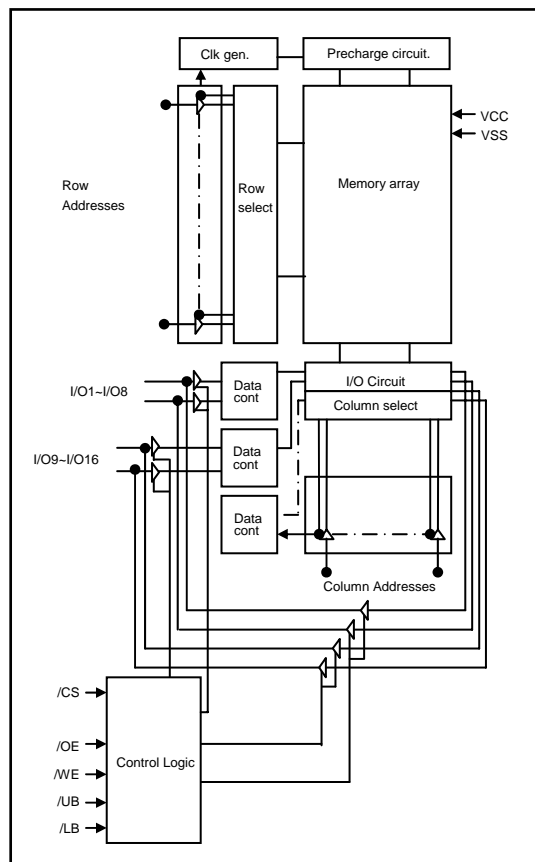 Clk gen.
Precharge circuit.
VCC
VSS
Row
Addresses
Row
select
Memory array
I/O1~I/O8
Data
cont
I/O Circuit
Column select
I/O9~I/O16
Data
cont
Data
cont
Column Addresses
/CS
/OE
/WE
/UB
/LB
Control Logic